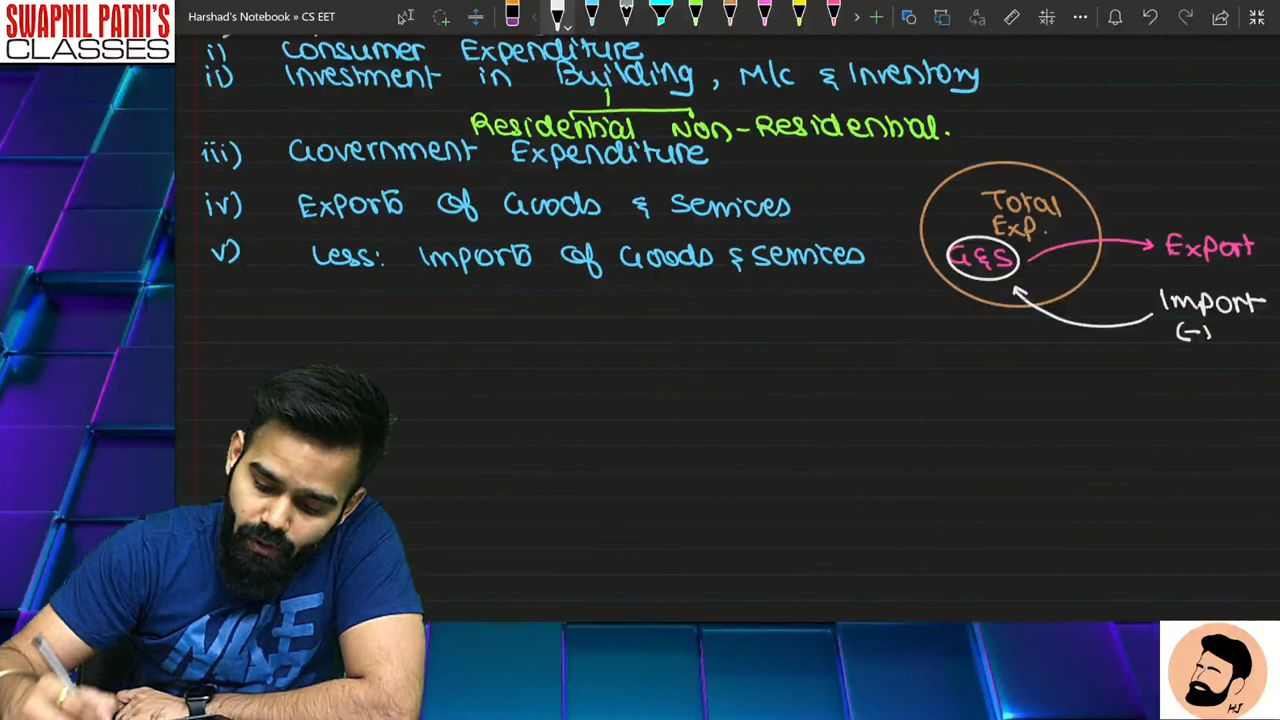 SWAPNIL PATNI'S
CLASSES
Harshad's Notebook » CS EET
i) Consumer Expenditure
ii) Investment in Building, M/c & Inventory
Residential Non-Residential.
iii) Government Expenditure
iv) Exports of Goods & Services
v) Less: Imports of Goods & Services
Total
Exp.
G&S
Export
Import
(-)
NIKE
HJ